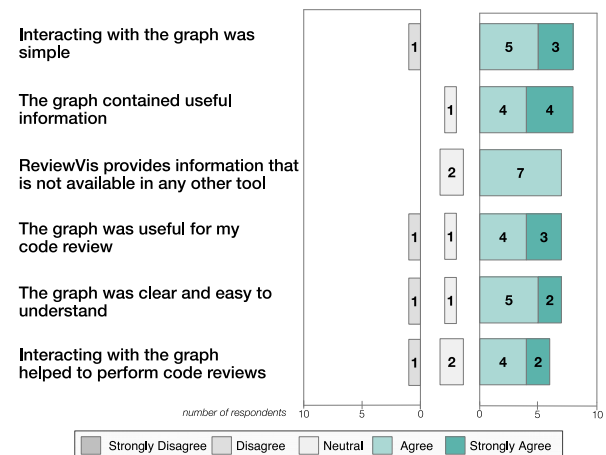 Interacting with the graph was
simple
1
5
3
The graph contained useful
information
1
4
4
ReviewVis provides information that
is not available in any other tool
2
7
The graph was useful for my
code review
1
1
4
3
The graph was clear and easy to
understand
1
1
5
2
Interacting with the graph
helped to perform code reviews
1
2
4
2
number of respondents
10
5
0
0
5
10
Strongly Disagree
Disagree
Neutral
Agree
Strongly Agree